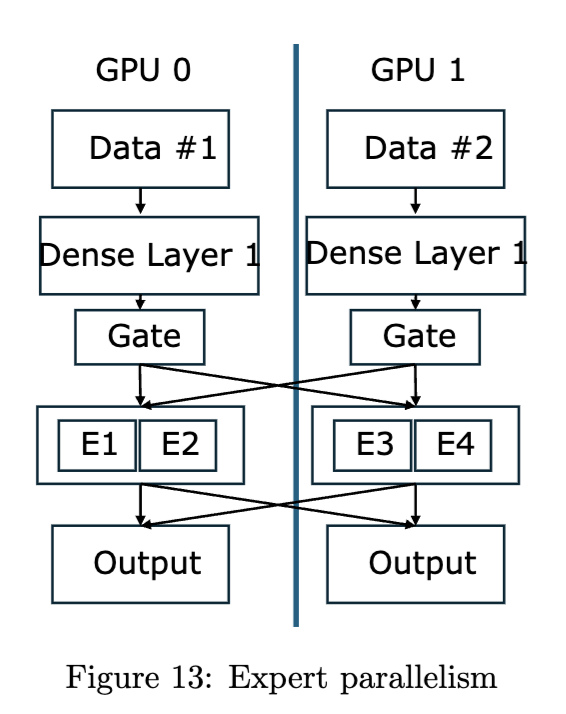 GPU 0
GPU 1
Data #1
Data #2
Dense Layer 1
Dense Layer 1
Gate
Gate
E1
E2
E3
E4
Output
Output
Figure 13: Expert parallelism